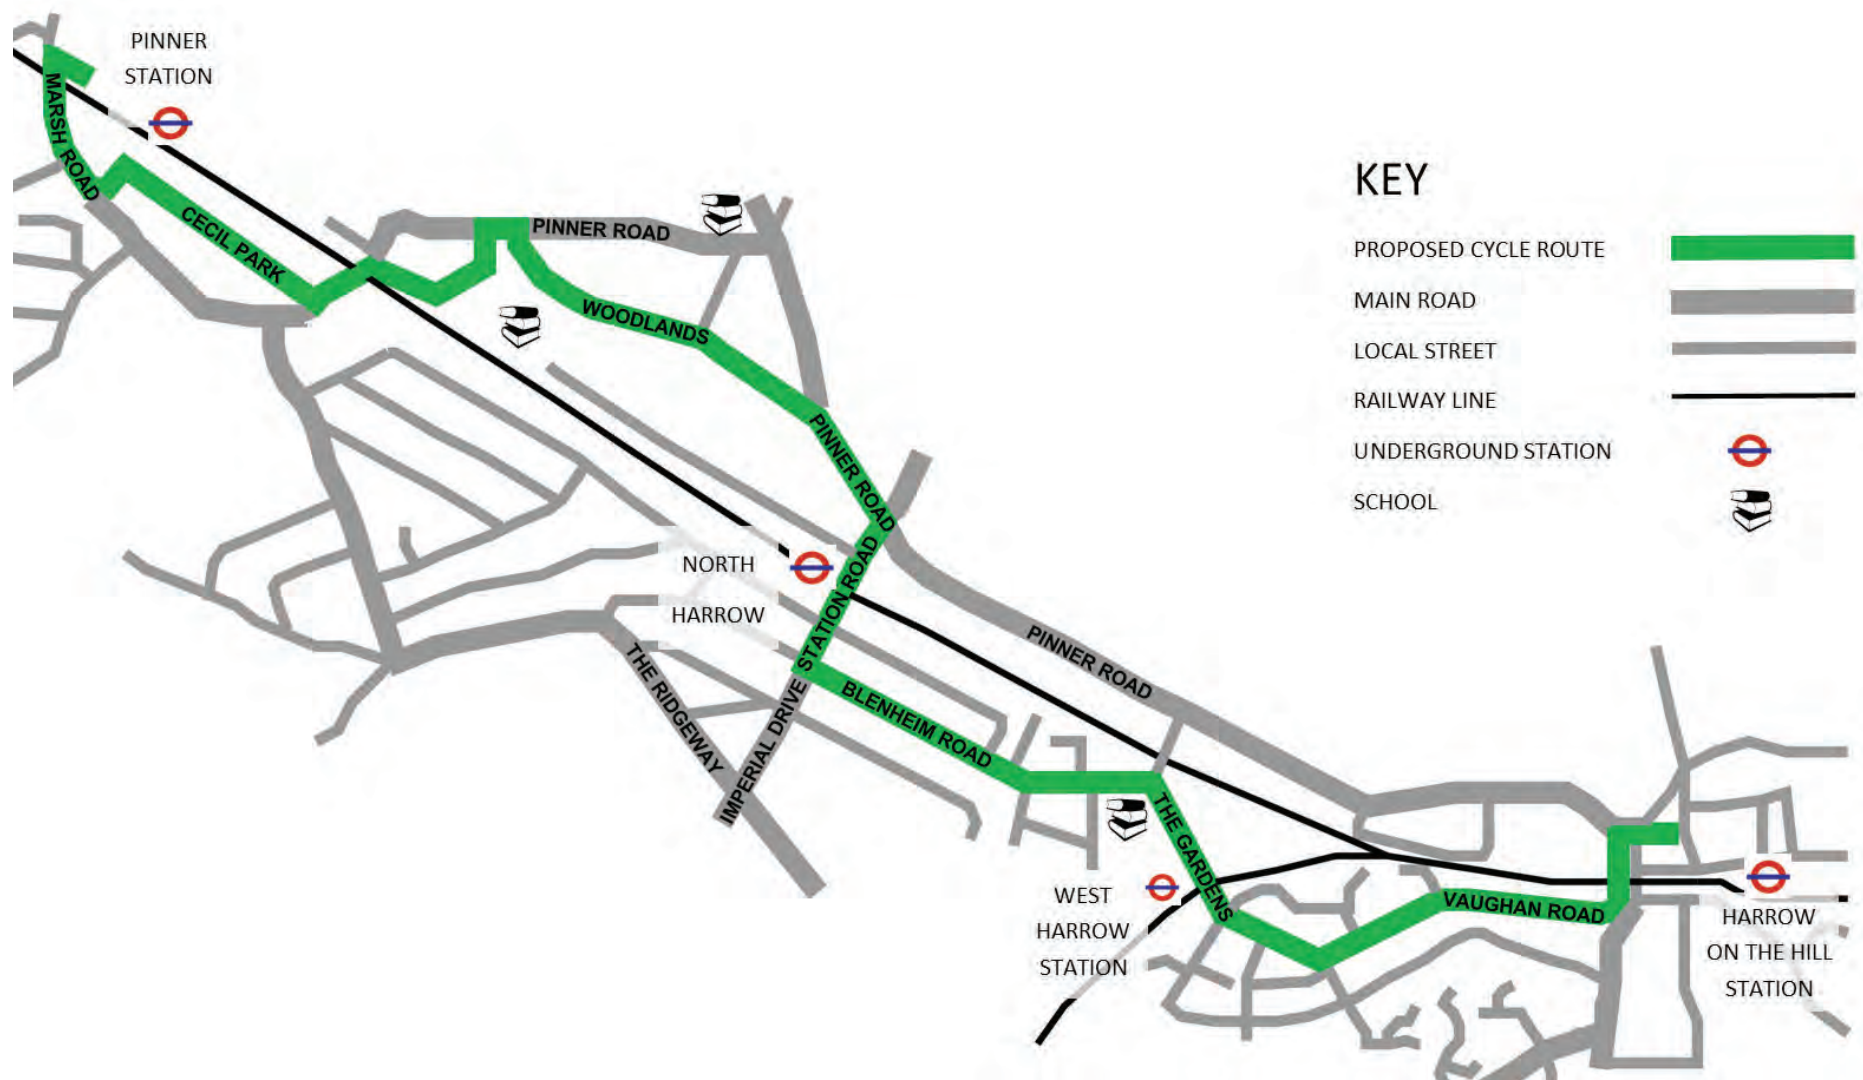 PINNER
STATION
MARSH ROAD
CECIL PARK
PINNER ROAD
WOODLANDS
PINNER ROAD
STATION ROAD
NORTH
HARROW
THE RIDGEWAY
IMPERIAL DRIVE
BLENHEIM ROAD
PINNER ROAD
THE GARDENS
WEST
HARROW
STATION
VAUGHAN ROAD
HARROW
ON THE HILL
STATION
KEY
PROPOSED CYCLE ROUTE
MAIN ROAD
LOCAL STREET
RAILWAY LINE
UNDERGROUND STATION
SCHOOL